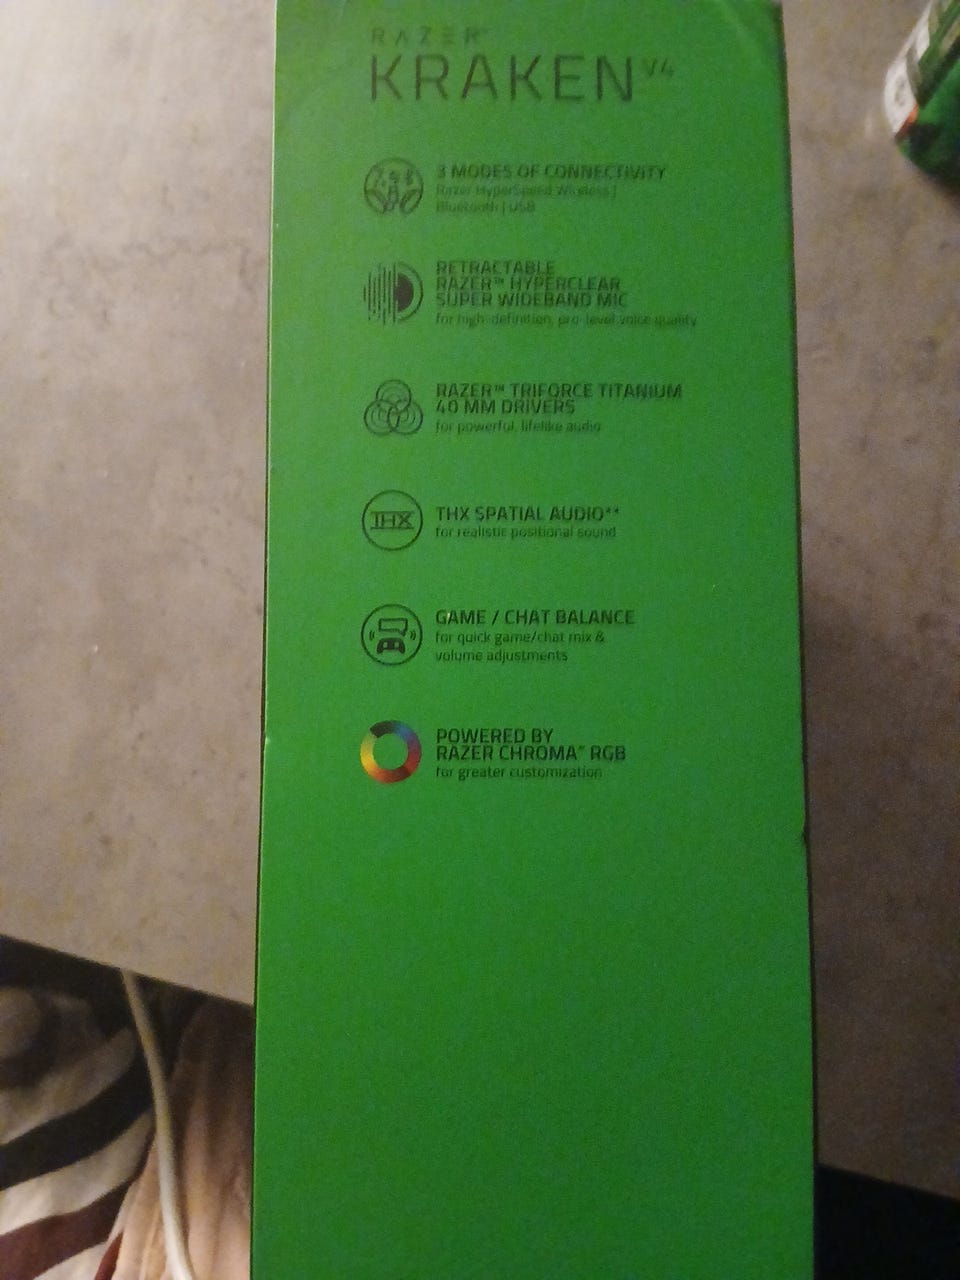 RAZER
KRAKEN V4
3 MODES OF CONNECTIVITY
Razer HyperSpeed Wireless |
Bluetooth | USB
RETRACTABLE
RAZER™ HYPERCLEAR
SUPER WIDEBAND MIC
for high-definition, pro-level voice quality
RAZER™ TRIFORCE TITANIUM
40 MM DRIVERS
for powerful, lifelike audio
THX
THX SPATIAL AUDIO**
for realistic positional sound
GAME / CHAT BALANCE
for quick game/chat mix &
volume adjustments
POWERED BY
RAZER CHROMA™ RGB
for greater customization